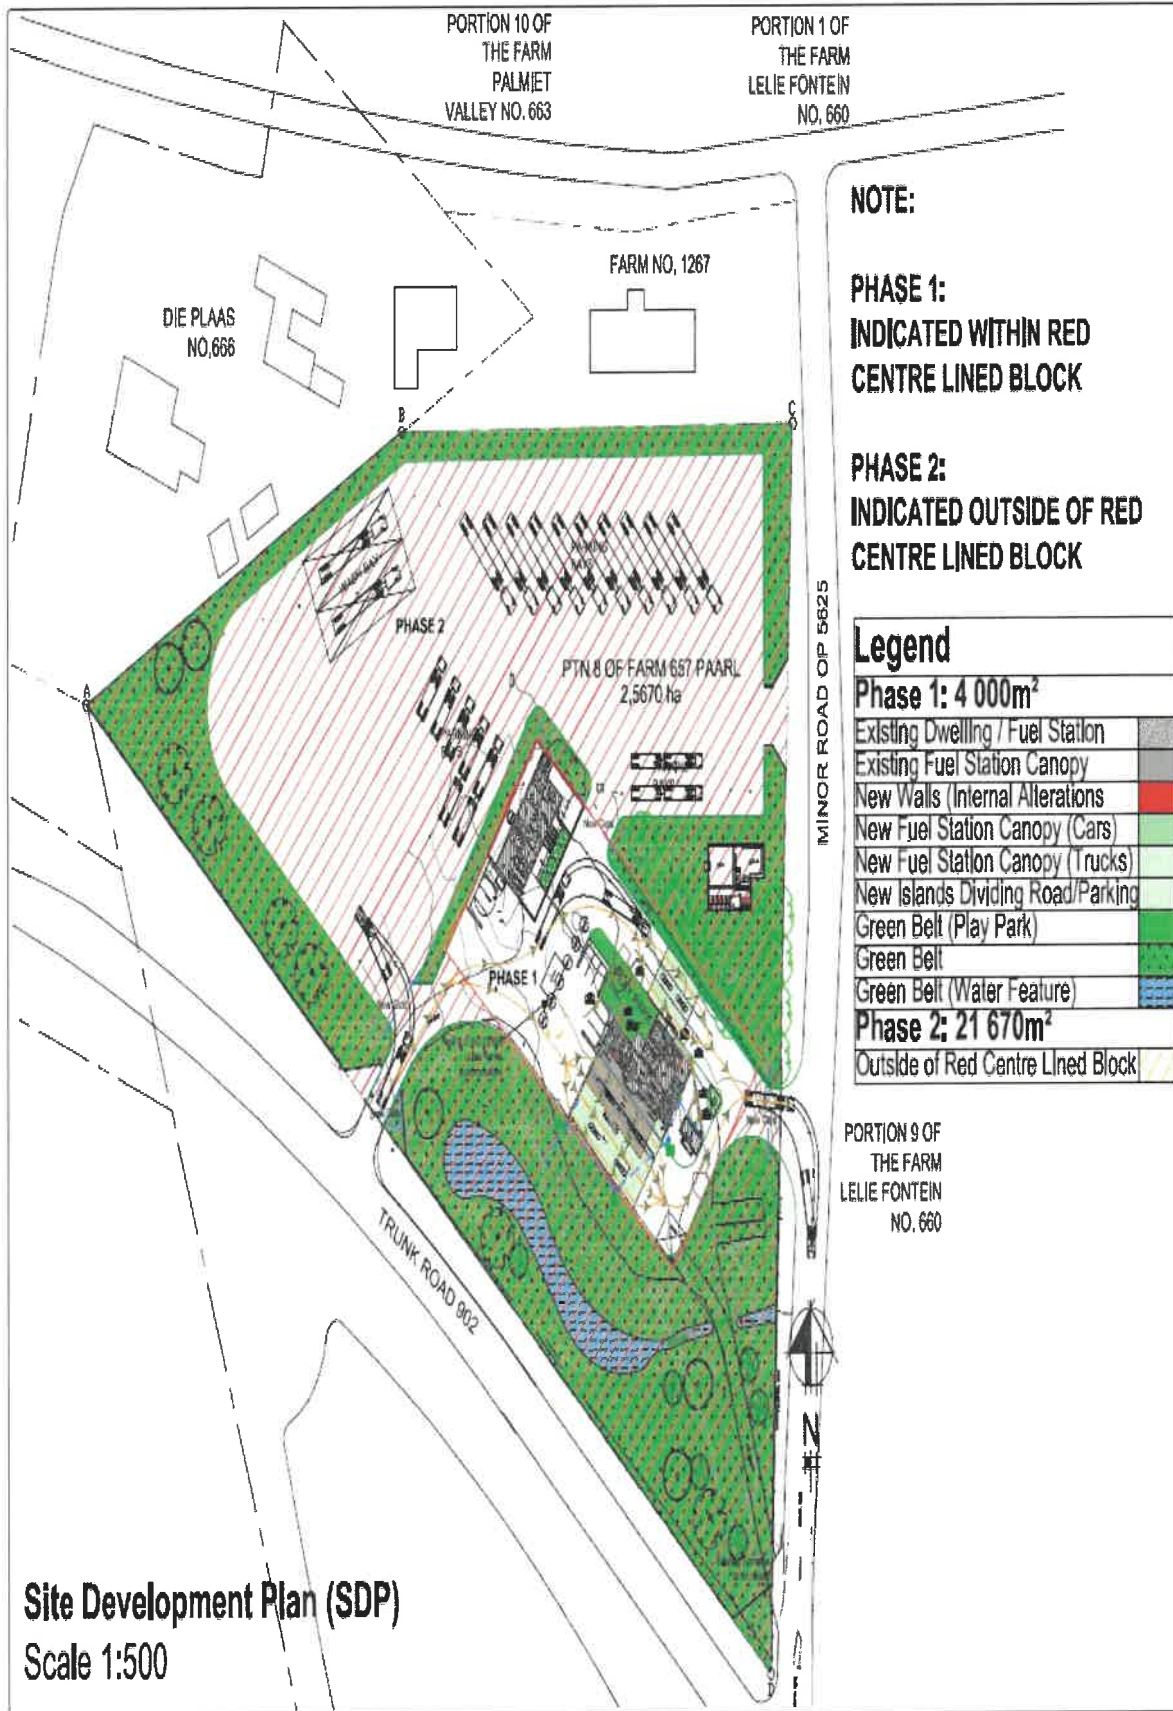 PORTION 10 OF
THE FARM
PALMIET
VALLEY NO. 663
PORTION 1 OF
THE FARM
LELIE FONTEIN
NO. 660
NOTE:
PHASE 1:
INDICATED WITHIN RED
CENTRE LINED BLOCK
PHASE 2:
INDICATED OUTSIDE OF RED
CENTRE LINED BLOCK
FARM NO. 1267
DIE PLAAS
NO.666
B
C
A
PHASE 2
PTN 8 OF FARM 657 PAARL
2,5670 ha
PHASE 1
MINOR ROAD OP 5625
Legend
Phase 1: 4 000m²
Existing Dwelling / Fuel Station
Existing Fuel Station Canopy
New Walls (Internal Alterations
New Fuel Station Canopy (Cars)
New Fuel Station Canopy (Trucks)
New Islands Dividing Road/Parking
Green Belt (Play Park)
Green Belt
Green Belt (Water Feature)
Phase 2: 21 670m²
Outside of Red Centre Lined Block
PORTION 9 OF
THE FARM
LELIE FONTEIN
NO. 660
TRUNK ROAD 902
N
D
Site Development Plan (SDP)
Scale 1:500